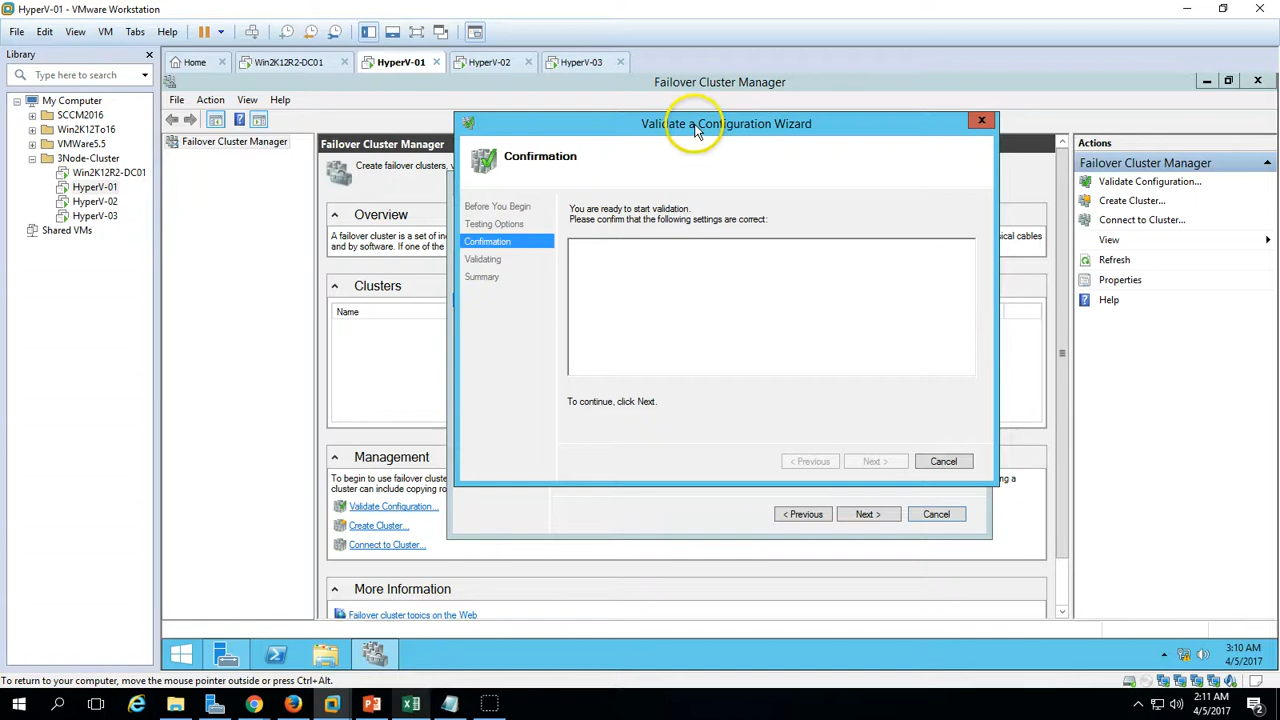 HyperV-01 - VMware Workstation
File Edit View VM Tabs Help
Library
Type here to search
My Computer
SCCM2016
Win2K12To16
VMWare5.5
3Node-Cluster
Win2K12R2-DC01
HyperV-01
HyperV-02
HyperV-03
Shared VMs
Home Win2K12R2-DC01 HyperV-01 HyperV-02 HyperV-03
Failover Cluster Manager
File Action View Help
Failover Cluster Manager
Failover Cluster Manager
Create failover clusters, v
Overview
A failover cluster is a set of ind
and by software. If one of the
sical cables
Clusters
Name
Management
To begin to use failover cluste
cluster can include copying ro
ng a
Validate Configuration...
Create Cluster...
Connect to Cluster...
More Information
Failover cluster topics on the Web
Validate a Configuration Wizard
Confirmation
Before You Begin
Testing Options
Confirmation
Validating
Summary
You are ready to start validation.
Please confirm that the following settings are correct:
To continue, click Next.
< Previous Next > Cancel
< Previous Next > Cancel
Actions
Failover Cluster Manager
Validate Configuration...
Create Cluster...
Connect to Cluster...
View
Refresh
Properties
Help
3:10 AM
4/5/2017
To return to your computer, move the mouse pointer outside or press Ctrl+Alt.
2:11 AM
4/5/2017
2